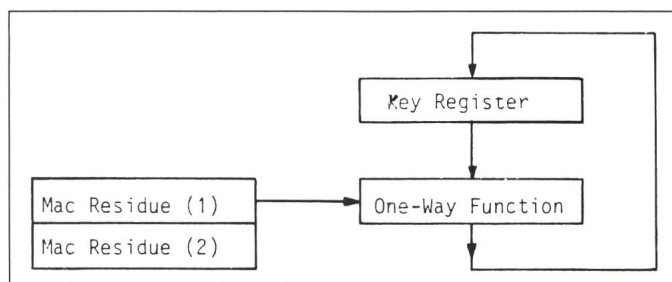 Key Register
Mac Residue (1)
One-Way Function
Mac Residue (2)